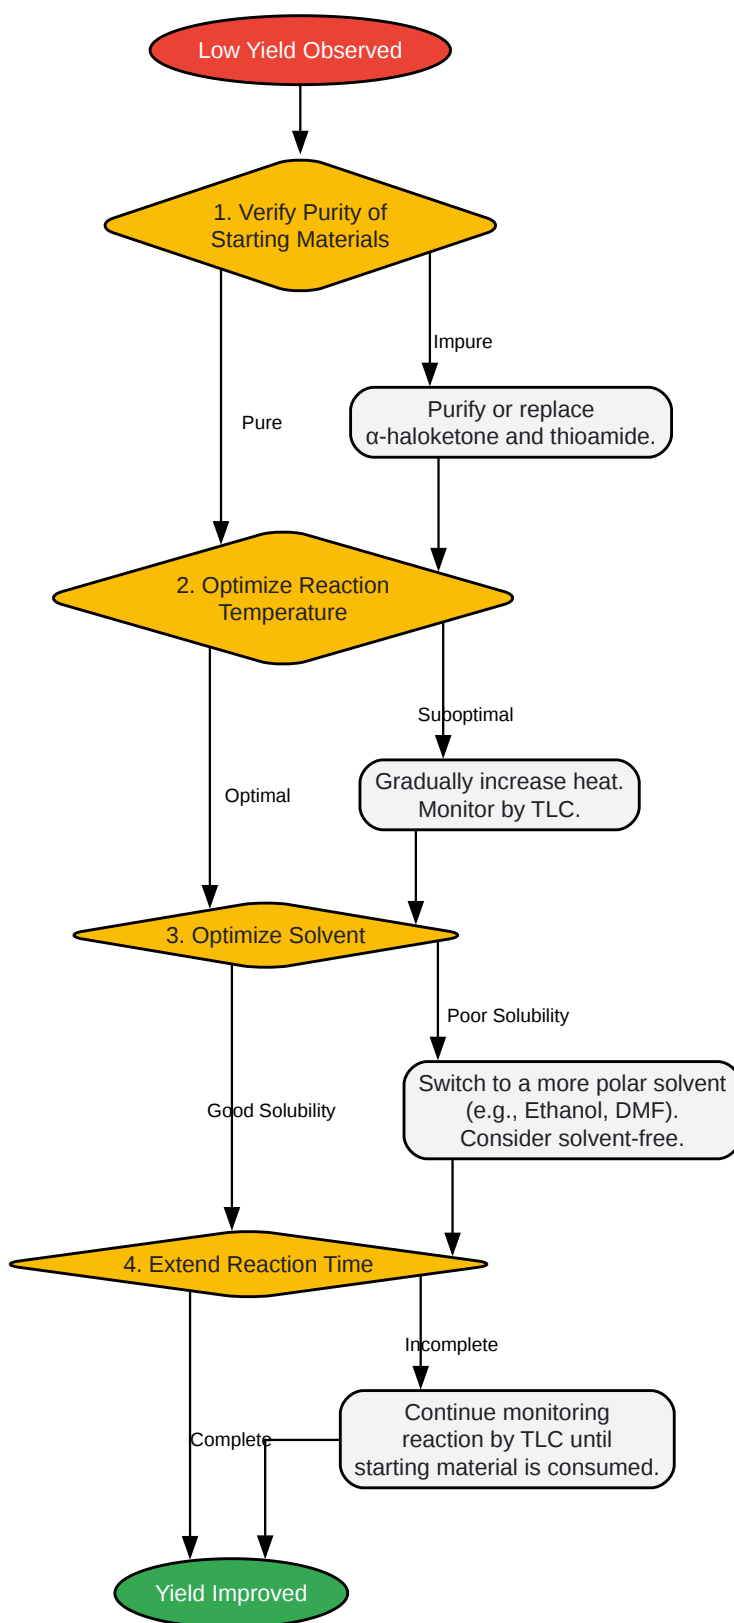 Low Yield Observed
1. Verify Purity of
Starting Materials
Impure
Pure
Purify or replace
α-haloketone and thioamide.
2. Optimize Reaction
Temperature
Suboptimal
Optimal
Gradually increase heat.
Monitor by TLC.
3. Optimize Solvent
Poor Solubility
Good Solubility
Switch to a more polar solvent
(e.g., Ethanol, DMF).
Consider solvent-free.
4. Extend Reaction Time
Incomplete
Complete
Continue monitoring
reaction by TLC until
starting material is consumed.
Yield Improved